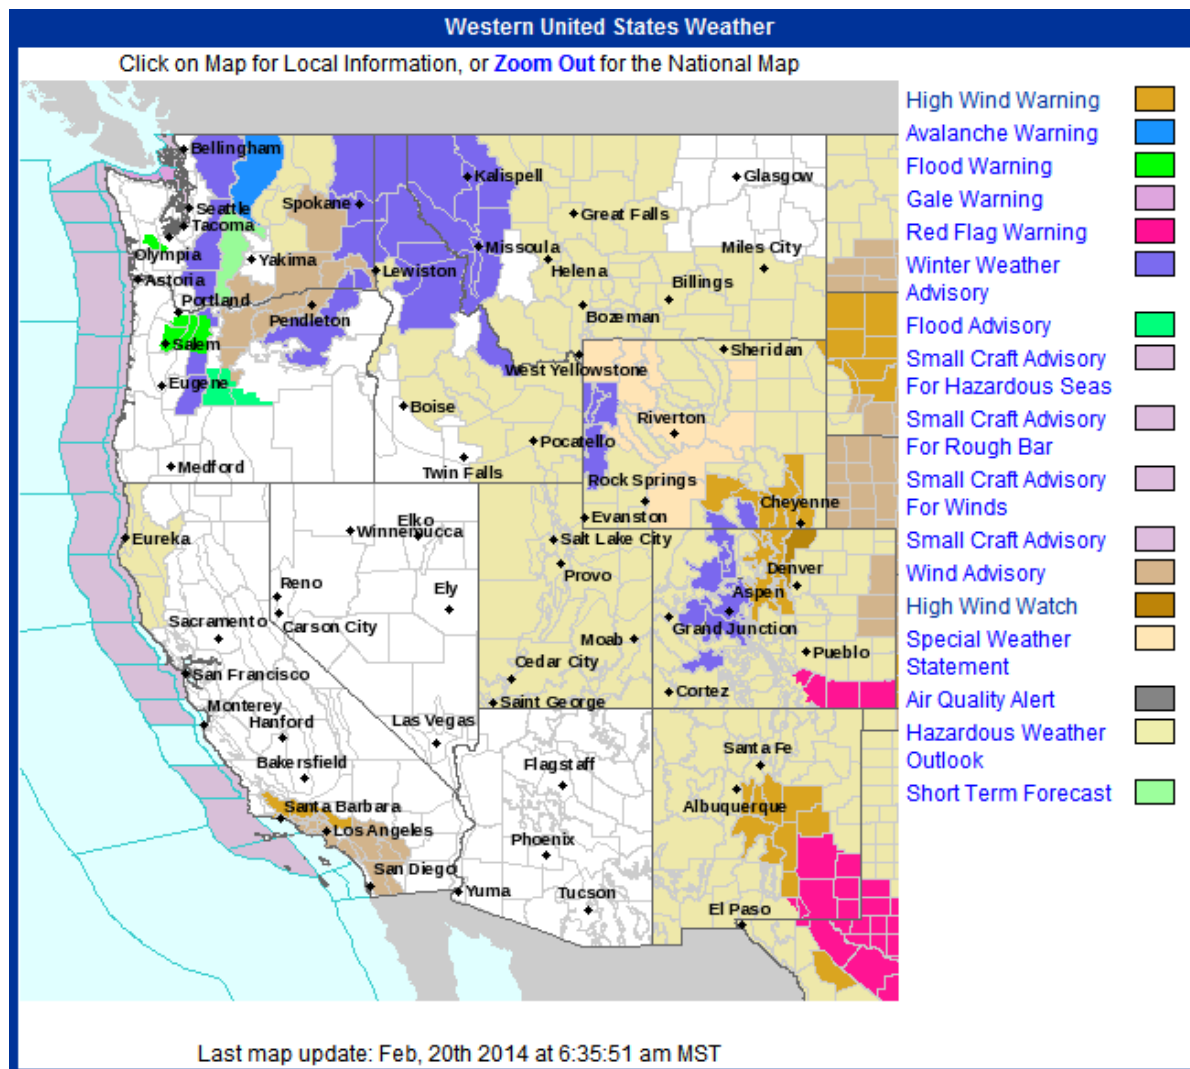 Western United States Weather
Click on Map for Local Information, or Zoom Out for the National Map
High Wind Warning
Avalanche Warning
Flood Warning
Gale Warning
Red Flag Warning
Winter Weather
Advisory
Flood Advisory
Small Craft Advisory
For Hazardous Seas
Small Craft Advisory
For Rough Bar
Small Craft Advisory
For Winds
Small Craft Advisory
Wind Advisory
High Wind Watch
Special Weather
Statement
Air Quality Alert
Hazardous Weather
Outlook
Short Term Forecast
Bellingham
Kalispell
Glasgow
Spokane
Seattle
Great Falls
Tacoma
Olympia
Yakima
Missoula
Miles City
Helena
Lewiston
Astoria
Billings
Portland
Pendleton
Bozeman
Salem
Sheridan
West Yellowstone
Eugene
Boise
Riverton
Pocatello
Medford
Twin Falls
Rock Springs
Cheyenne
Elko
Evanston
Winnemucca
Eureka
Salt Lake City
Provo
Denver
Reno
Ely
Aspen
Sacramento
Carson City
Grand Junction
Moab
Pueblo
Cedar City
San Francisco
Cortez
Saint George
Monterey
Hanford
Las Vegas
Santa Fe
Bakersfield
Flagstaff
Albuquerque
Santa Barbara
Los Angeles
Phoenix
San Diego
Yuma
Tucson
El Paso
Last map update: Feb, 20th 2014 at 6:35:51 am MST